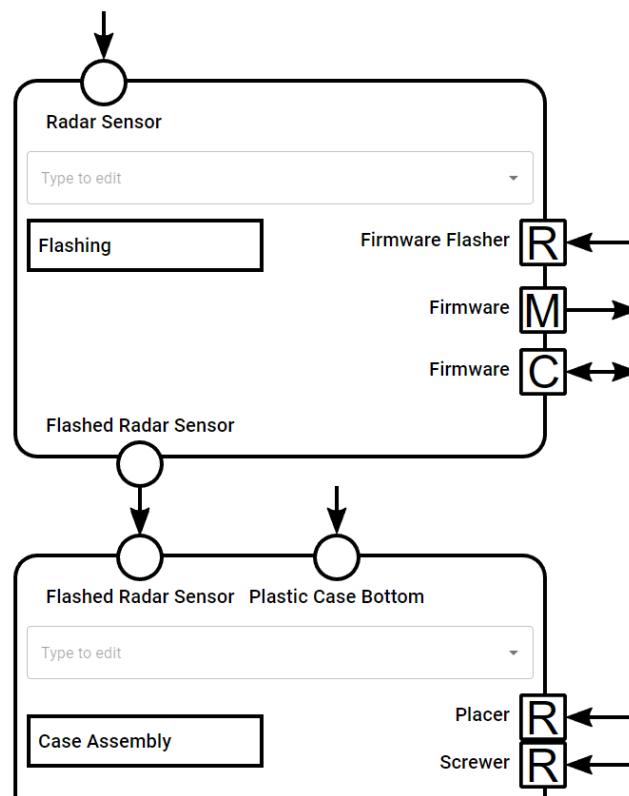 Radar Sensor
Type to edit
Flashing
Firmware Flasher R
Firmware M
Firmware C
Flashed Radar Sensor
Flashed Radar Sensor Plastic Case Bottom
Type to edit
Placer R
Case Assembly
Screwer R